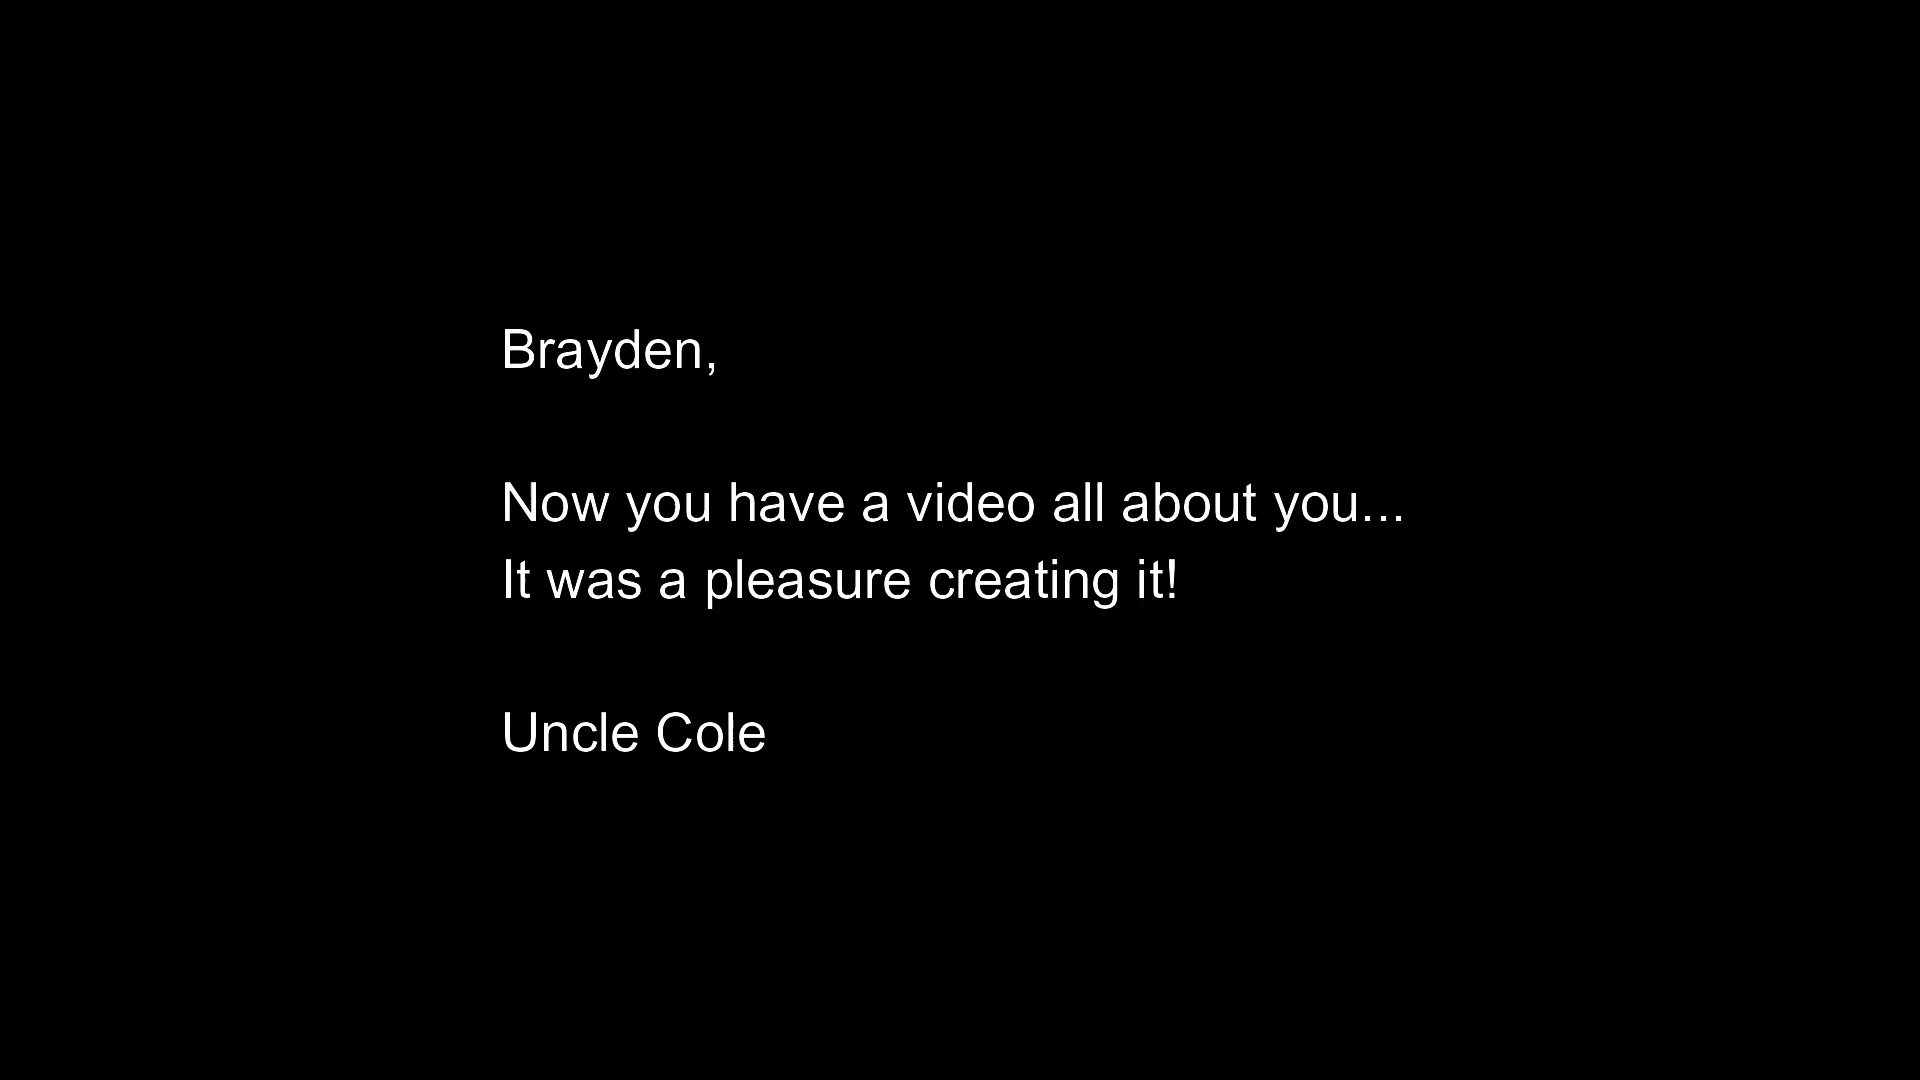 Brayden,
Now you have a video all about you...
It was a pleasure creating it!
Uncle Cole